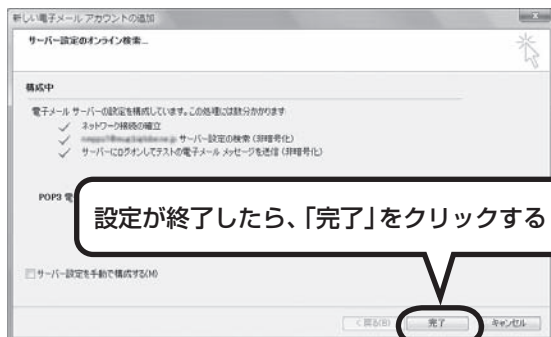 新しい電子メール アカウントの追加
サーバー設定のオンライン検索...
構成中
電子メール サーバーの設定を構成しています。この処理には数分かかります
ネットワーク接続の確立
サーバー設定の検索 (非暗号化)
サーバーにログオンしてテストの電子メール メッセージを送信 (非暗号化)
POP3 電
設定が終了したら、「完了」をクリックする
サーバー設定を手動で構成する(M)
< 戻る(B)
完了
キャンセル